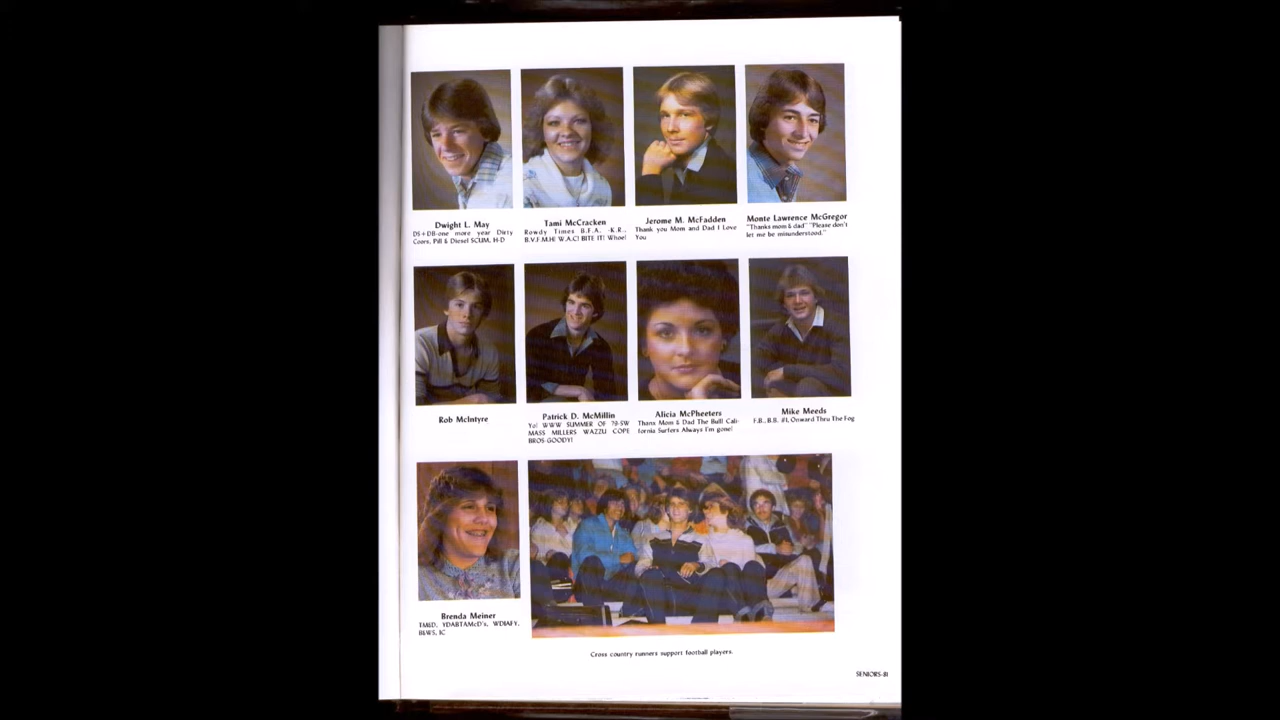 Dwight L. May
DS+DB-one more year Dirty
Coors, Pill & Diesel SCUM, H-D
Tami McCracken
Rowdy Times B.F.A. -K.R.,
B.V.F.M.H! W.A.C! BITE IT! Whoe!
Jerome M. McFadden
Thank you Mom and Dad I Love
You
Monte Lawrence McGregor
"Thanks mom & dad" "Please don't
let me be misunderstood."
Rob McIntyre
Patrick D. McMillin
Yo! WWW SUMMER OF 79-SW
MASS MILLERS WAZZU COPE
BROS-GOODY!
Alicia McPheeters
Thanx Mom & Dad The Bull! Cali-
fornia Surfers Always I'm gone!
Mike Meeds
F.B., B.B. #1, Onward Thru The Fog
Brenda Meiner
TMED, YDABTAMcD's, WDIAFY,
B&WS, IC
Cross country runners support football players.
SENIORS-81